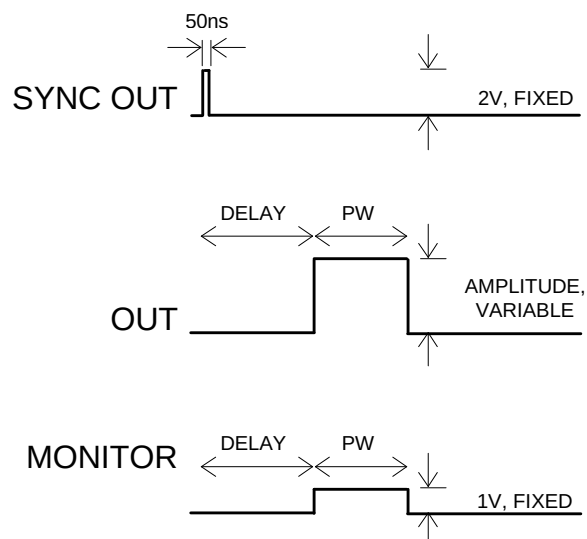 50ns
SYNC OUT
2V, FIXED
DELAY
PW
OUT
AMPLITUDE,
VARIABLE
DELAY
PW
MONITOR
1V, FIXED